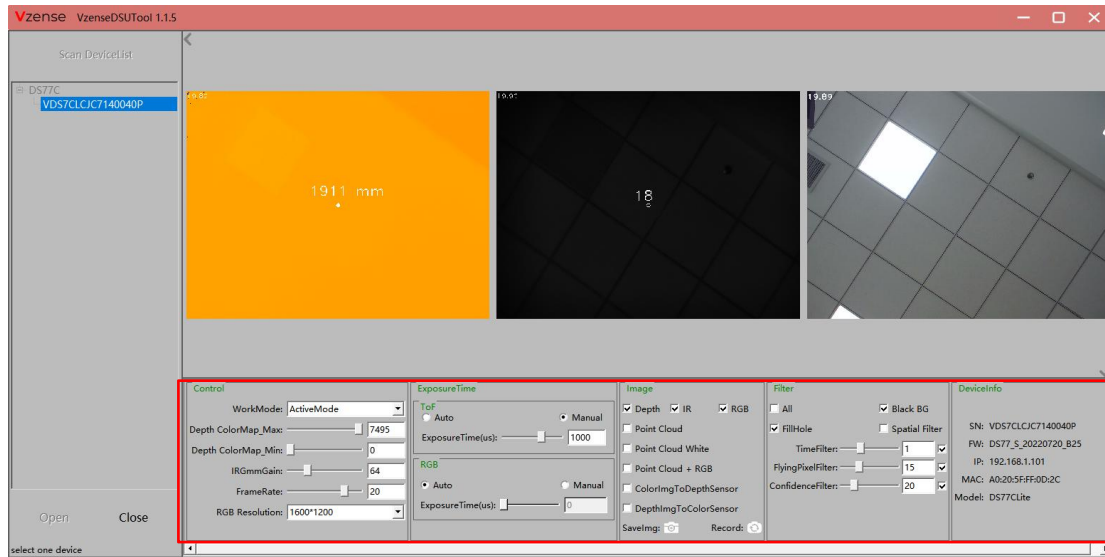 Vzense VzenseDSUTool 1.1.5
Scan DeviceList
DS77C
VDS7CLCJC7140040P
19.89
1911 mm
18
Control
WorkMode: ActiveMode
Depth ColorMap_Max: 7495
Depth ColorMap_Min: 0
IRGmmGain: 64
FrameRate: 20
RGB Resolution: 1600*1200
ExposureTime
ToF
Auto Manual
ExposureTime(us): 1000
RGB
Auto Manual
ExposureTime(us): 0
Image
Depth IR RGB
Point Cloud
Point Cloud White
Point Cloud + RGB
ColorImgToDepthSensor
DepthImgToColorSensor
SaveImg: Record:
Filter
All Black BG
FillHole Spatial Filter
TimeFilter: 1
FlyingPixelFilter: 15
ConfidenceFilter: 20
DeviceInfo
SN: VDS7CLCJC7140040P
FW: DS77_S_20220720_B25
IP: 192.168.1.101
MAC: A0:20:5F:FF:0D:2C
Model: DS77CLite
Open Close
select one device